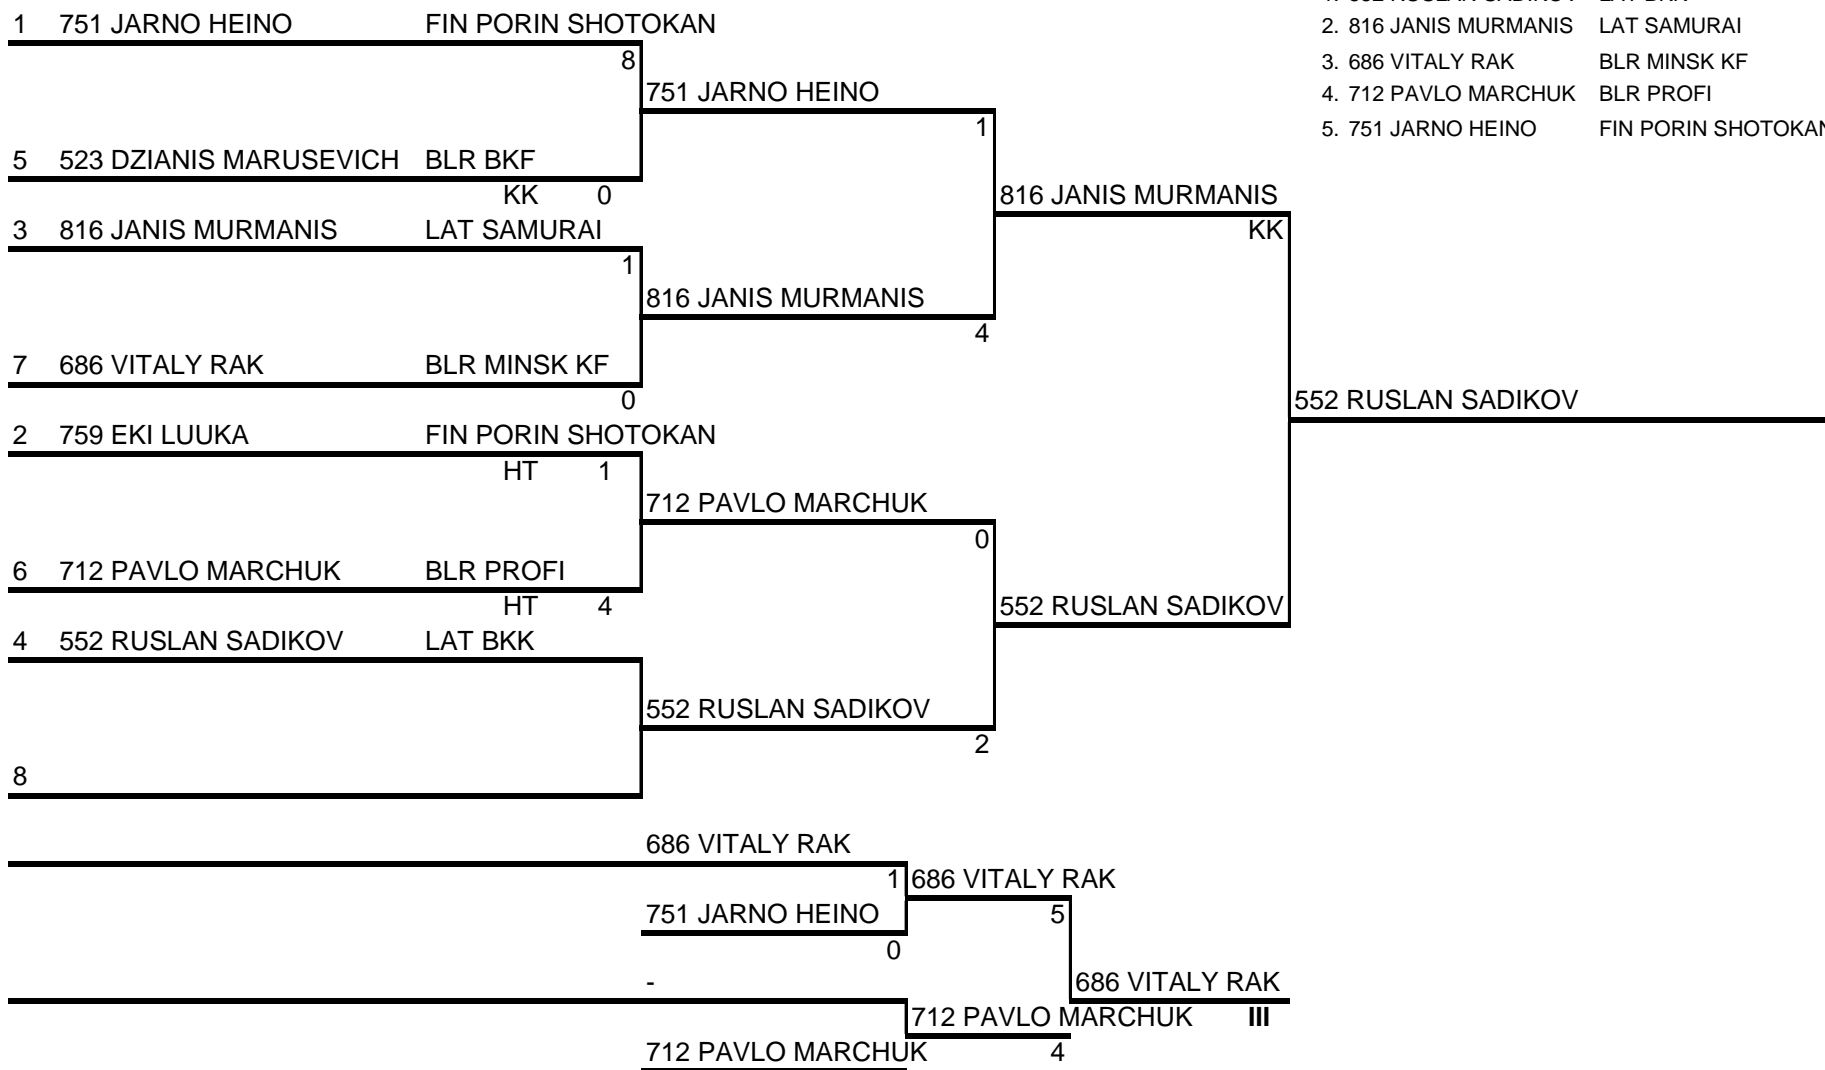 1 751 JARNO HEINO FIN PORIN SHOTOKAN
2. 816 JANIS MURMANIS LAT SAMURAI
8
3. 686 VITALY RAK BLR MINSK KF
751 JARNO HEINO
4. 712 PAVLO MARCHUK BLR PROFI
1
5. 751 JARNO HEINO FIN PORIN SHOTOKAN
5 523 DZIANIS MARUSEVICH BLR BKF
KK 0
816 JANIS MURMANIS
3 816 JANIS MURMANIS LAT SAMURAI
KK
1
816 JANIS MURMANIS
4
7 686 VITALY RAK BLR MINSK KF
0
552 RUSLAN SADIKOV
2 759 EKI LUUKA FIN PORIN SHOTOKAN
HT 1
712 PAVLO MARCHUK
0
6 712 PAVLO MARCHUK BLR PROFI
HT 4
552 RUSLAN SADIKOV
4 552 RUSLAN SADIKOV LAT BKK
552 RUSLAN SADIKOV
2
8
686 VITALY RAK
1 686 VITALY RAK
751 JARNO HEINO 5
0
-
686 VITALY RAK
712 PAVLO MARCHUK III
712 PAVLO MARCHUK 4